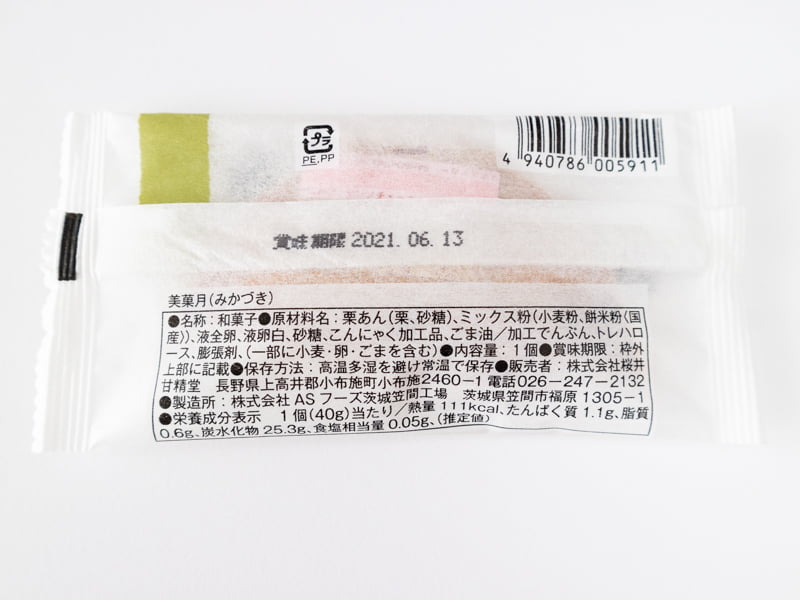 プラ
PE,PP
4 940786 005911
賞味期限 2021. 06. 13
美菓月(みかづき)
●名称:和菓子●原材料名:栗あん(栗、砂糖)、ミックス粉(小麦粉、餅米粉(国
産))、液全卵、液卵白、砂糖、こんにゃく加工品、ごま油/加工でんぷん、トレハロ
ース、膨張剤、(一部に小麦・卵・ごまを含む)●内容量:1個●賞味期限:枠外
上部に記載●保存方法:高温多湿を避け常温で保存●販売者:株式会社桜井
甘精堂 長野県上高井郡小布施町小布施2460-1 電話026-247-2132
●製造所:株式会社 AS フーズ茨城笠間工場 茨城県笠間市福原 1305-1
●栄養成分表示 1個(40g)当たり/熱量 111kcal、たんぱく質 1.1g、脂質
0.6g、炭水化物 25.3g、食塩相当量 0.05g、(推定値)